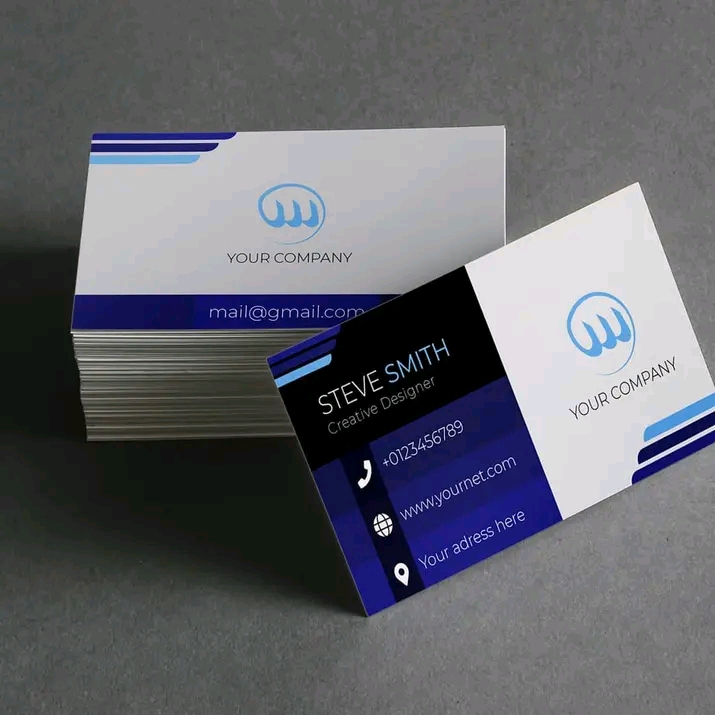 YOUR COMPANY
mail@gmail.com
STEVE SMITH
Creative Designer
+0123456789
www.yournet.com
Your adress here
YOUR COMPANY